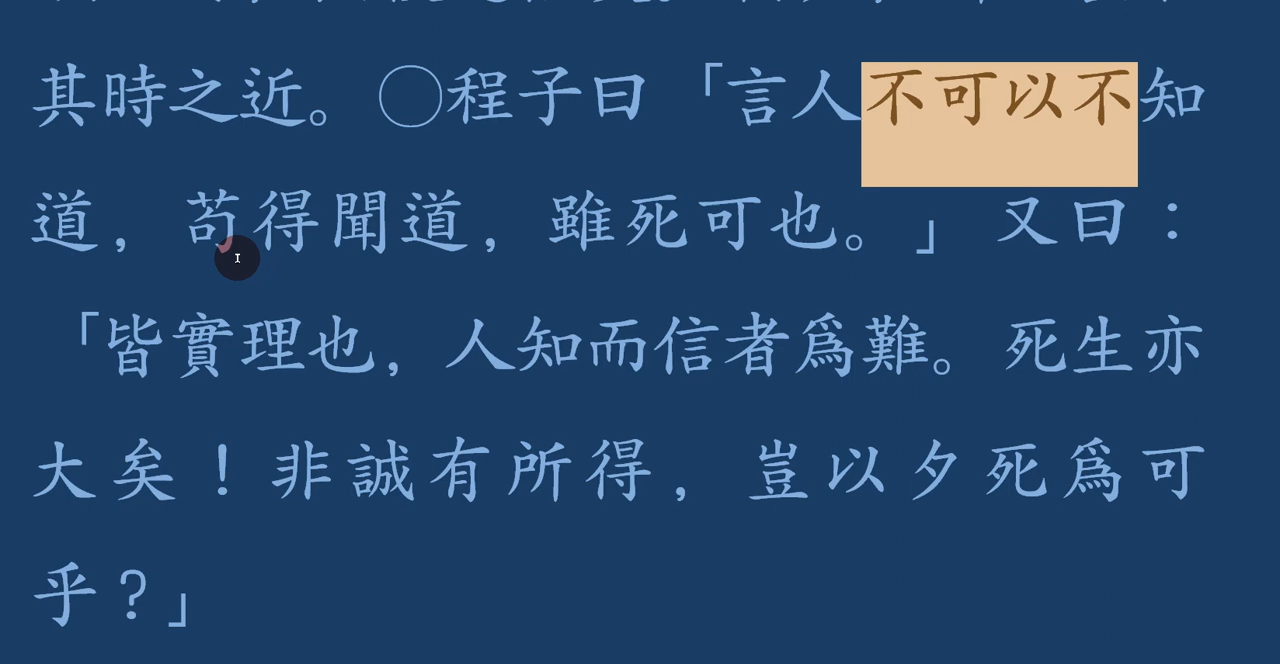 其時之近。◯程子曰「言人不可以不知
道，苟得聞道，雖死可也。」又曰：
「皆實理也，人知而信者爲難。死生亦
大矣！非誠有所得，豈以夕死爲可
乎？」